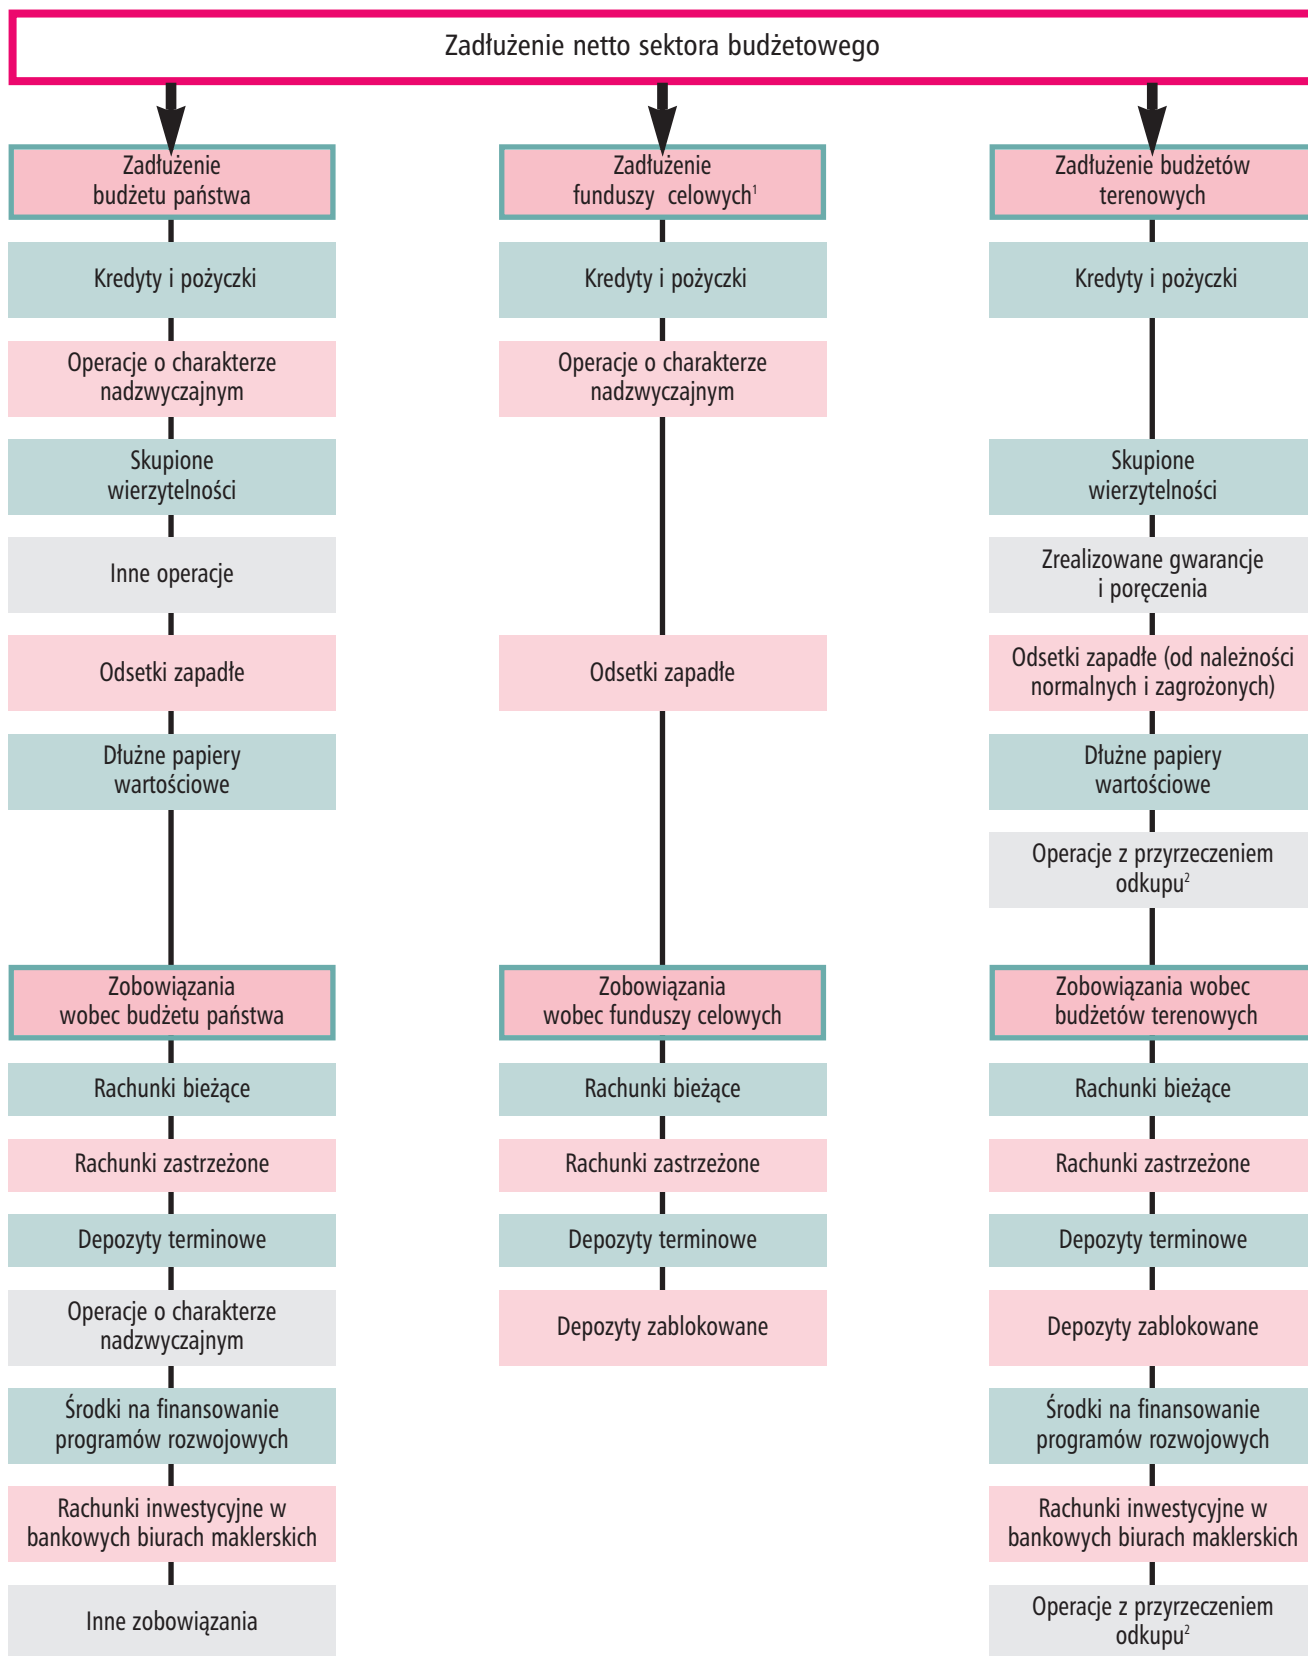 Zadłużenie netto sektora budżetowego
Zadłużenie
budżetu państwa
Kredyty i pożyczki
Operacje o charakterze
nadzwyczajnym
Skupione
wierzytelności
Inne operacje
Odsetki zapadłe
Dłużne papiery
wartościowe
Zobowiązania
wobec budżetu państwa
Rachunki bieżące
Rachunki zastrzeżone
Depozyty terminowe
Operacje o charakterze
nadzwyczajnym
Środki na finansowanie
programów rozwojowych
Rachunki inwestycyjne w
bankowych biurach maklerskich
Inne zobowiązania
Zadłużenie
funduszy celowych¹
Kredyty i pożyczki
Operacje o charakterze
nadzwyczajnym
Odsetki zapadłe
Zobowiązania
wobec funduszy celowych
Rachunki bieżące
Rachunki zastrzeżone
Depozyty terminowe
Depozyty zablokowane
Zadłużenie budżetów
terenowych
Kredyty i pożyczki
Skupione
wierzytelności
Zrealizowane gwarancje
i poręczenia
Odsetki zapadłe (od należności
normalnych i zagrożonych)
Dłużne papiery
wartościowe
Operacje z przyrzeczeniem
odkupu²
Zobowiązania wobec
budżetów terenowych
Rachunki bieżące
Rachunki zastrzeżone
Depozyty terminowe
Depozyty zablokowane
Środki na finansowanie
programów rozwojowych
Rachunki inwestycyjne w
bankowych biurach maklerskich
Operacje z przyrzeczeniem
odkupu²